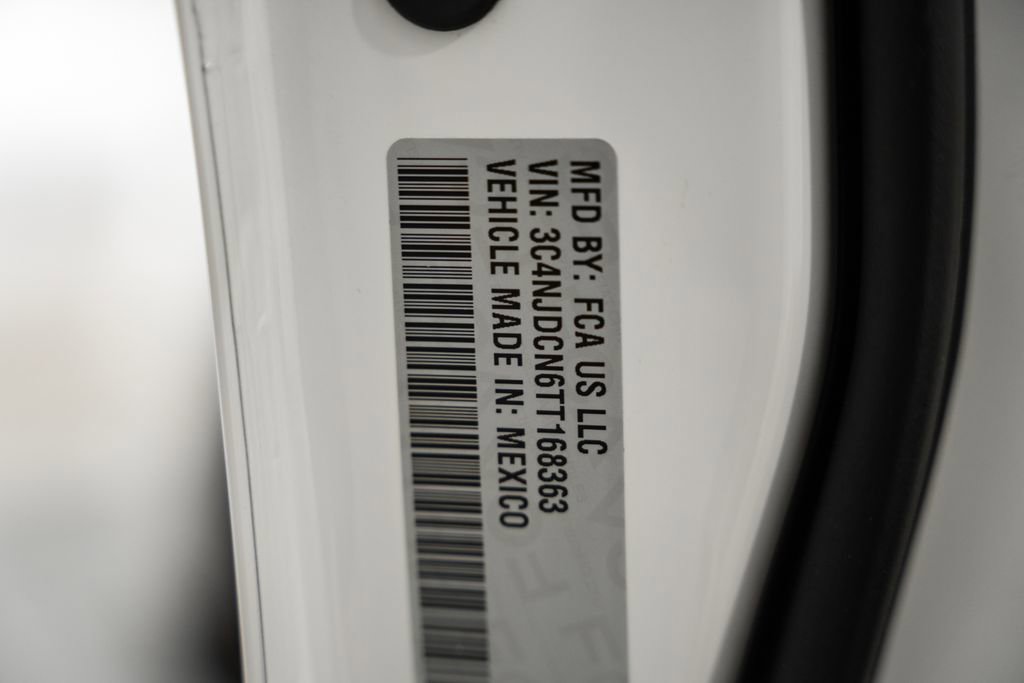 MFD BY: FCA US LLC
VIN: 3C4NJDCN6TT168363
VEHICLE MADE IN: MEXICO